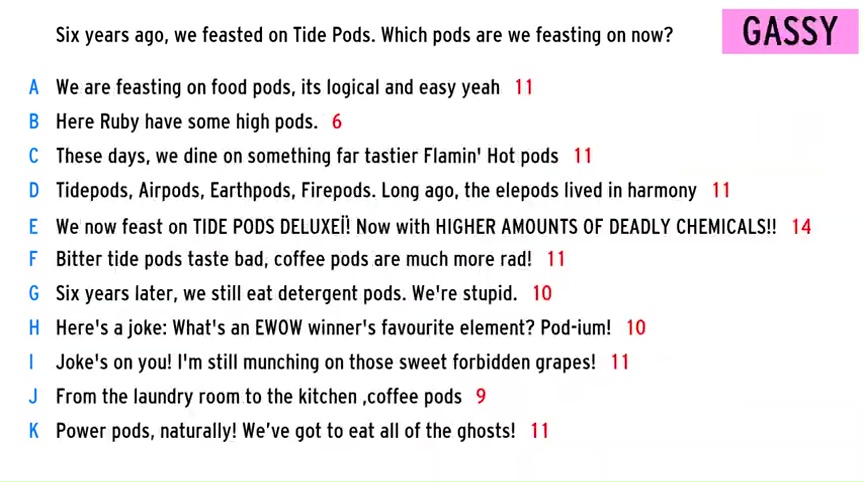 Six years ago, we feasted on Tide Pods. Which pods are we feasting on now?
GASSY
A We are feasting on food pods, its logical and easy yeah 11
B Here Ruby have some high pods. 6
C These days, we dine on something far tastier Flamin' Hot pods 11
D Tidepods, Airpods, Earthpods, Firepods. Long ago, the elepods lived in harmony 11
E We now feast on TIDE PODS DELUXEÏ! Now with HIGHER AMOUNTS OF DEADLY CHEMICALS!! 14
F Bitter tide pods taste bad, coffee pods are much more rad! 11
G Six years later, we still eat detergent pods. We're stupid. 10
H Here's a joke: What's an EWOW winner's favourite element? Pod-ium! 10
I Joke's on you! I'm still munching on those sweet forbidden grapes! 11
J From the laundry room to the kitchen ,coffee pods 9
K Power pods, naturally! We’ve got to eat all of the ghosts! 11